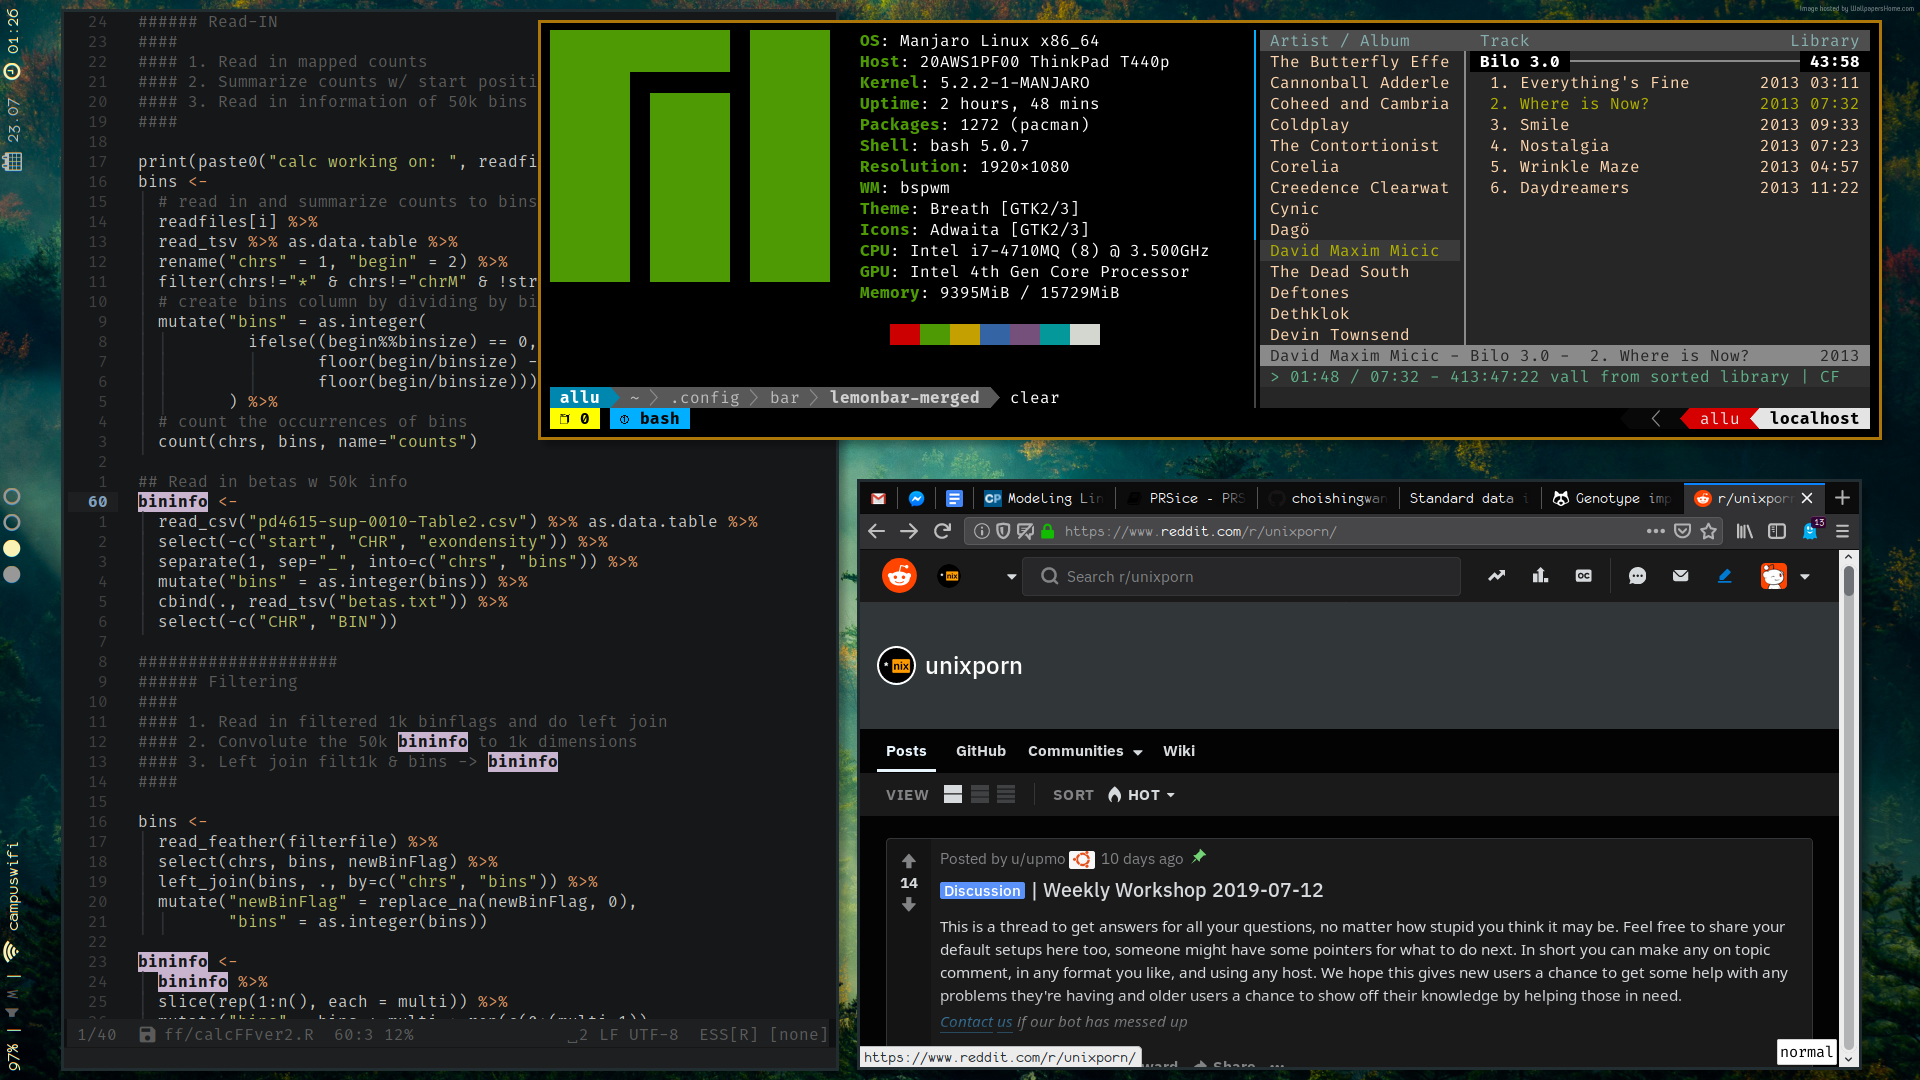 Image hosted by WallpapersHome.com
01:26
23.07
campuswifi
97%
24 ###### Read-IN
23 ####
22 #### 1. Read in mapped counts
21 #### 2. Summarize counts w/ start positi
20 #### 3. Read in information of 50k bins
19 ####
18
17 print(paste0("calc working on: ", readfi
16 bins <-
15 # read in and summarize counts to bins
14 readfiles[i] %>%
13 read_tsv %>% as.data.table %>%
12 rename("chrs" = 1, "begin" = 2) %>%
11 filter(chrs!="*" & chrs!="chrM" & !str
10 # create bins column by dividing by bi
9 mutate("bins" = as.integer(
8 ifelse((begin%%binsize) == 0,
7 floor(begin/binsize) -
6 floor(begin/binsize)))
5 ) %>%
4 # count the occurrences of bins
3 count(chrs, bins, name="counts")
2
1 ## Read in betas w 50k info
60 bininfo <-
1 read_csv("pd4615-sup-0010-Table2.csv") %>% as.data.table %>%
2 select(-c("start", "CHR", "exondensity")) %>%
3 separate(1, sep="_", into=c("chrs", "bins")) %>%
4 mutate("bins" = as.integer(bins)) %>%
5 cbind(., read_tsv("betas.txt")) %>%
6 select(-c("CHR", "BIN"))
7
8 ####################
9 ###### Filtering
10 ####
11 #### 1. Read in filtered 1k binflags and do left join
12 #### 2. Convolute the 50k bininfo to 1k dimensions
13 #### 3. Left join filt1k & bins -> bininfo
14 ####
15
16 bins <-
17 read_feather(filterfile) %>%
18 select(chrs, bins, newBinFlag) %>%
19 left_join(bins, ., by=c("chrs", "bins")) %>%
20 mutate("newBinFlag" = replace_na(newBinFlag, 0),
21 "bins" = as.integer(bins))
22
23 bininfo <-
24 bininfo %>%
25 slice(rep(1:n(), each = multi)) %>%
1/40 ff/calcFFver2.R 60:3 12% 2 LF UTF-8 ESS[R] [none]
OS: Manjaro Linux x86_64
Host: 20AWS1PF00 ThinkPad T440p
Kernel: 5.2.2-1-MANJARO
Uptime: 2 hours, 48 mins
Packages: 1272 (pacman)
Shell: bash 5.0.7
Resolution: 1920×1080
WM: bspwm
Theme: Breath [GTK2/3]
Icons: Adwaita [GTK2/3]
CPU: Intel i7-4710MQ (8) @ 3.500GHz
GPU: Intel 4th Gen Core Processor
Memory: 9395MiB / 15729MiB
allu ~ .config bar lemonbar-merged clear
0 bash
Artist / Album Track Library
The Butterfly Effe
Cannonball Adderle
Coheed and Cambria
Coldplay
The Contortionist
Corelia
Creedence Clearwat
Cynic
Dagö
David Maxim Micic
The Dead South
Deftones
Dethklok
Devin Townsend
Bilo 3.0 43:58
1. Everything's Fine 2013 03:11
2. Where is Now? 2013 07:32
3. Smile 2013 09:33
4. Nostalgia 2013 07:23
5. Wrinkle Maze 2013 04:57
6. Daydreamers 2013 11:22
David Maxim Micic - Bilo 3.0 - 2. Where is Now? 2013
> 01:48 / 07:32 - 413:47:22 vall from sorted library | CF
allu localhost
CP Modeling Lin PRSice - PRS choishingwan Standard data i Genotype imp r/unixpor
https://www.reddit.com/r/unixporn/ 13
Search r/unixporn
*nix unixporn
Posts GitHub Communities Wiki
VIEW SORT HOT
Posted by u/upmo 10 days ago
14
Discussion | Weekly Workshop 2019-07-12
This is a thread to get answers for all your questions, no matter how stupid you think it may be. Feel free to share your
default setups here too, someone might have some pointers for what to do next. In short you can make any on topic
comment, in any format you like, and using any host. We hope this gives new users a chance to get some help with any
problems they're having and older users a chance to show off their knowledge by helping those in need.
Contact us if our bot has messed up
https://www.reddit.com/r/unixporn/
Share
normal